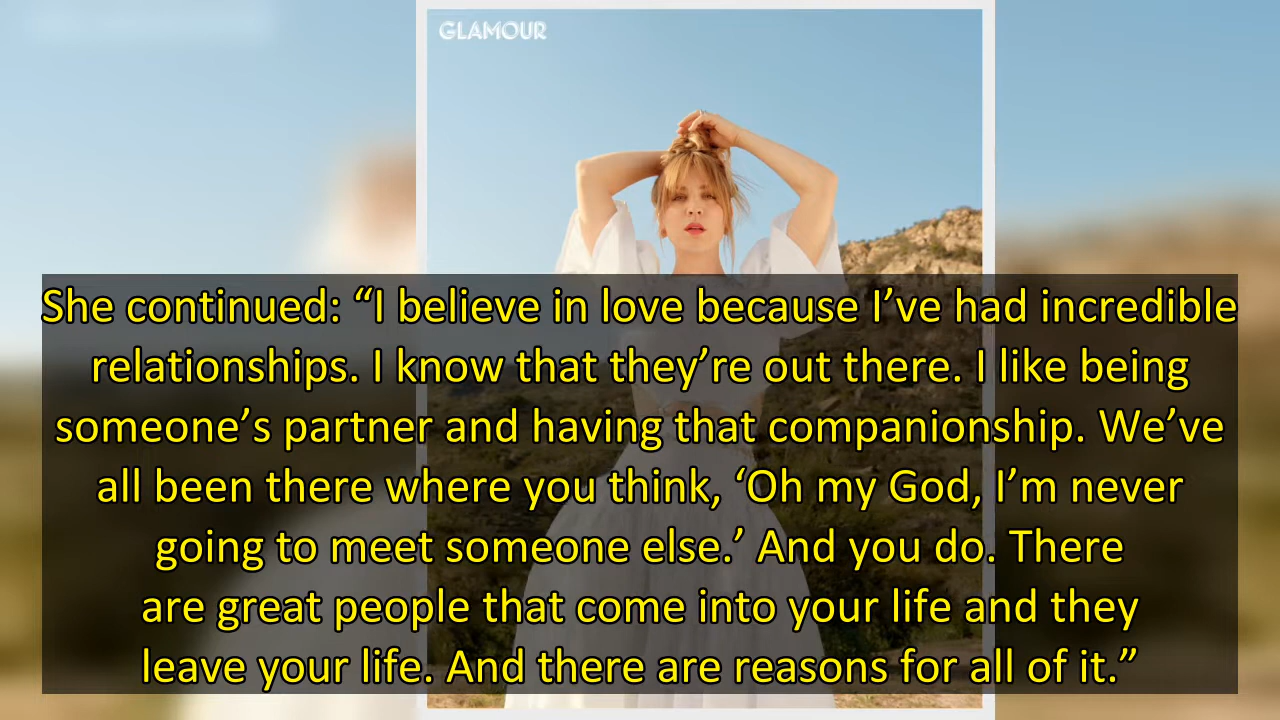 GLAMOUR
She continued: “I believe in love because I’ve had incredible
relationships. I know that they’re out there. I like being
someone’s partner and having that companionship. We’ve
all been there where you think, ‘Oh my God, I’m never
going to meet someone else.’ And you do. There
are great people that come into your life and they
leave your life. And there are reasons for all of it.”